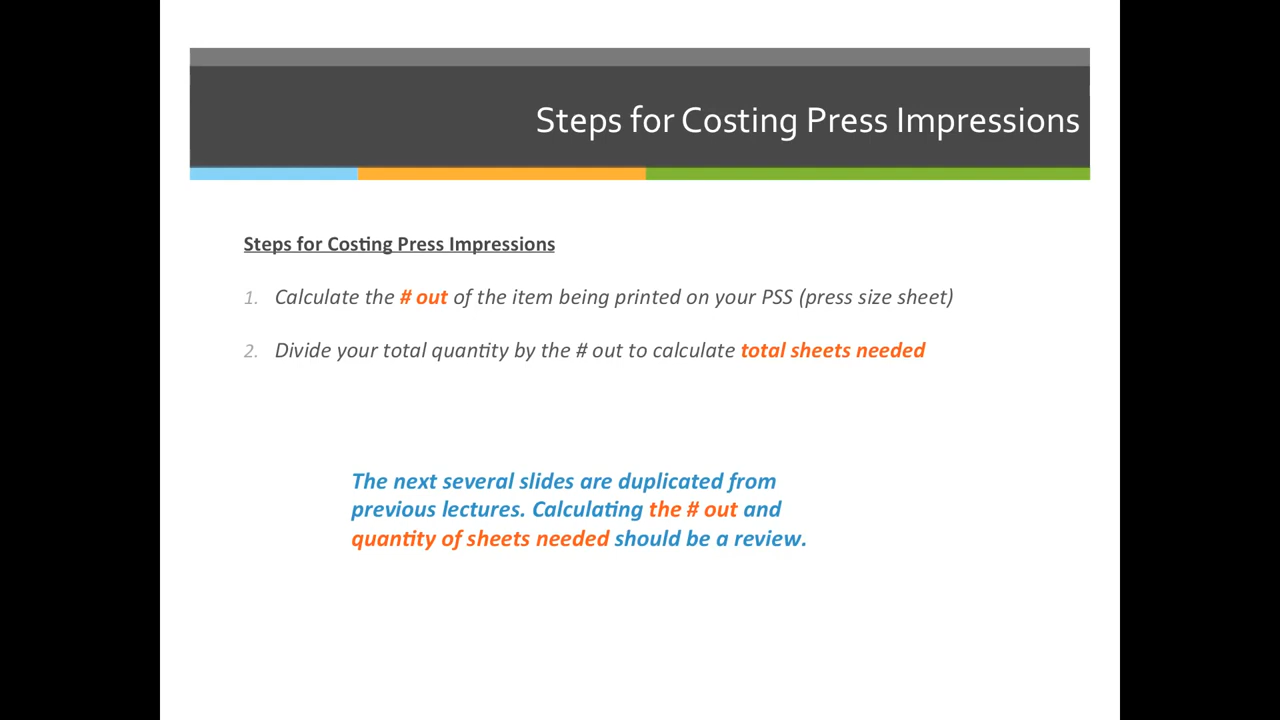 Steps for Costing Press Impressions
Steps for Costing Press Impressions
1. Calculate the # out of the item being printed on your PSS (press size sheet)
2. Divide your total quantity by the # out to calculate total sheets needed
The next several slides are duplicated from
previous lectures. Calculating the # out and
quantity of sheets needed should be a review.